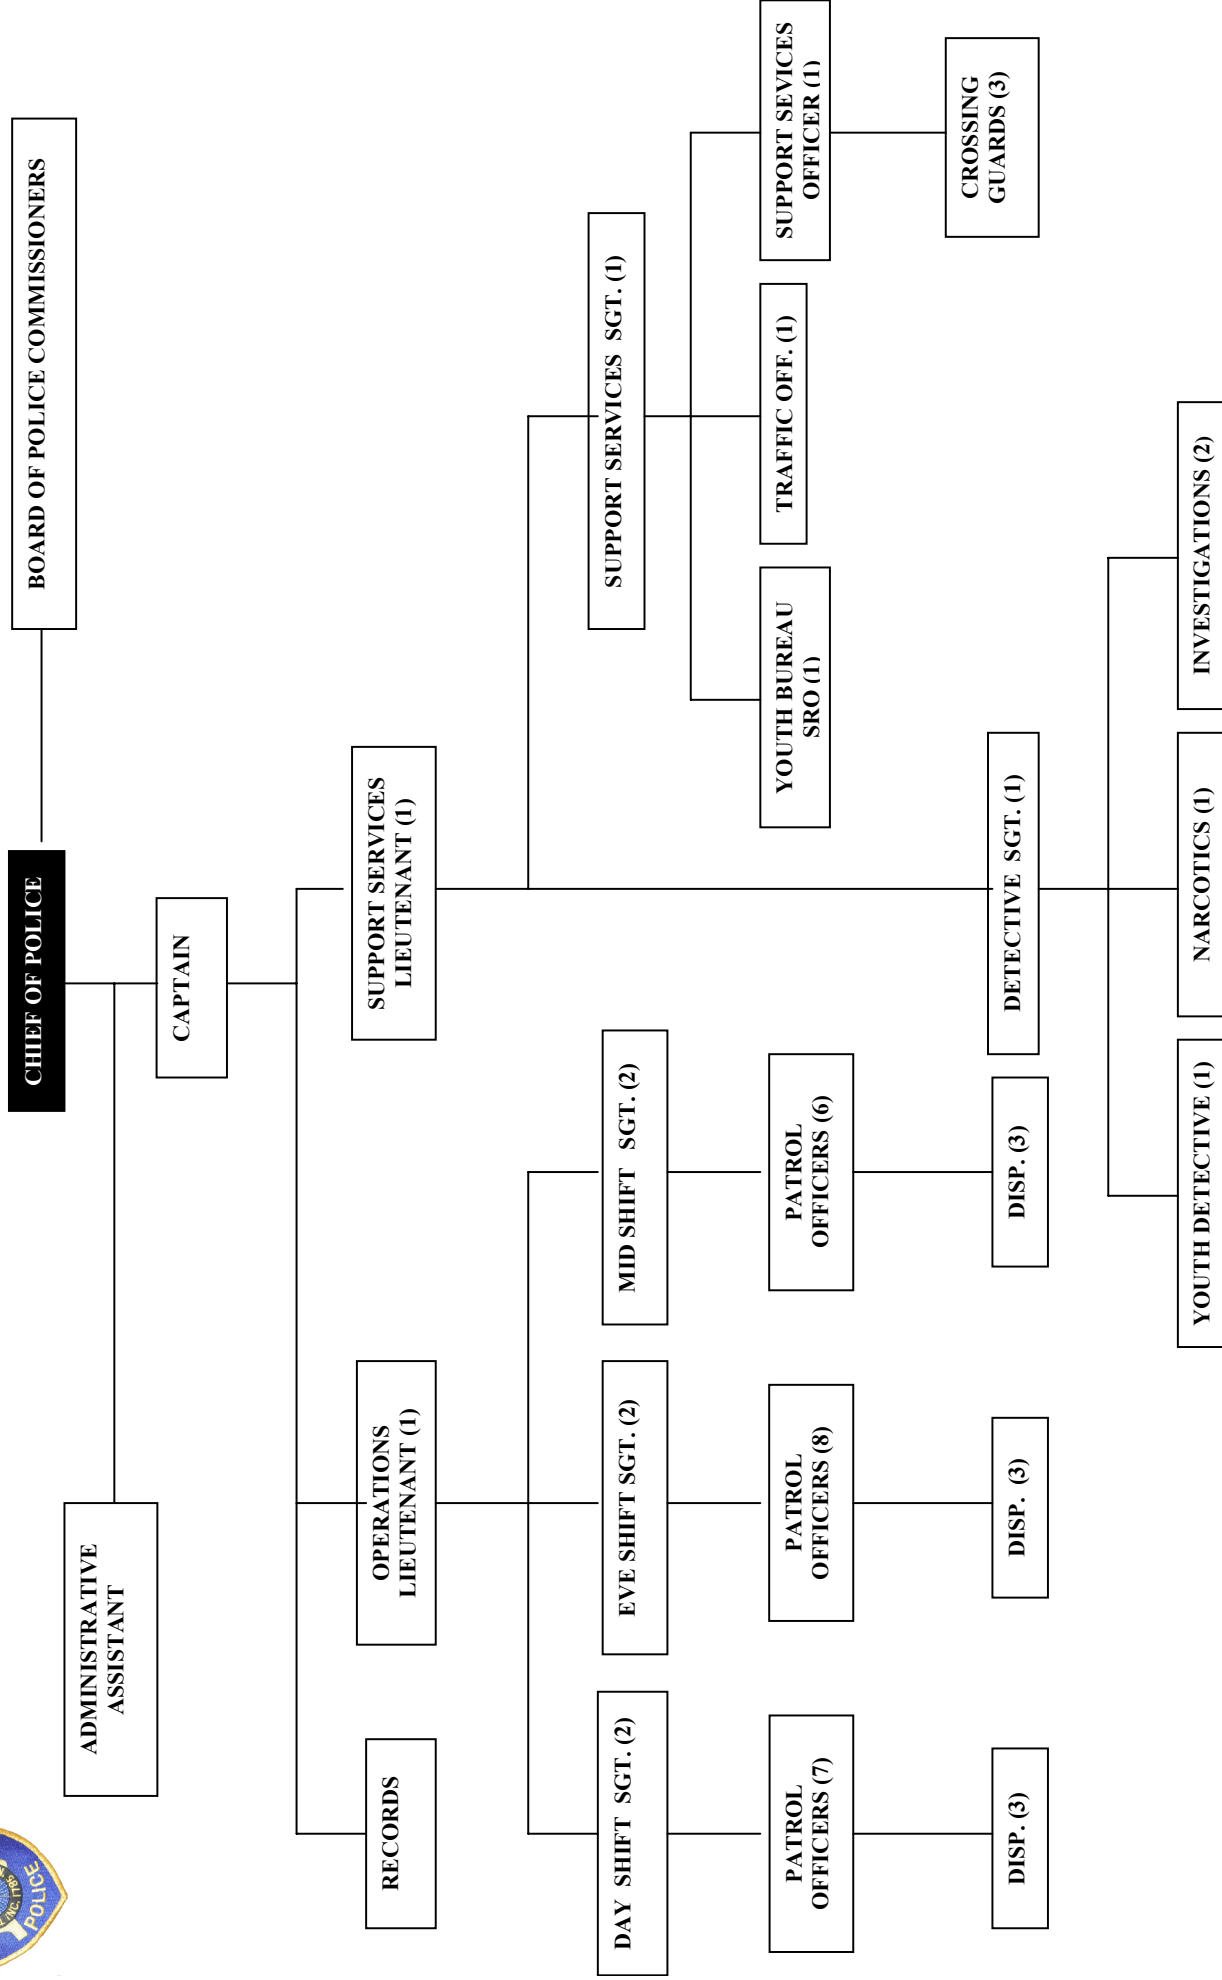 INC. 1786
POLICE
CHIEF OF POLICE
BOARD OF POLICE COMMISSIONERS
ADMINISTRATIVE
ASSISTANT
CAPTAIN
RECORDS
OPERATIONS
LIEUTENANT (1)
SUPPORT SERVICES
LIEUTENANT (1)
DAY SHIFT SGT. (2)
EVE SHIFT SGT. (2)
MID SHIFT SGT. (2)
SUPPORT SERVICES SGT. (1)
PATROL
OFFICERS (7)
PATROL
OFFICERS (8)
PATROL
OFFICERS (6)
YOUTH BUREAU
SRO (1)
TRAFFIC OFF. (1)
SUPPORT SEVICES
OFFICER (1)
DISP. (3)
DISP. (3)
DISP. (3)
DETECTIVE SGT. (1)
CROSSING
GUARDS (3)
YOUTH DETECTIVE (1)
NARCOTICS (1)
INVESTIGATIONS (2)